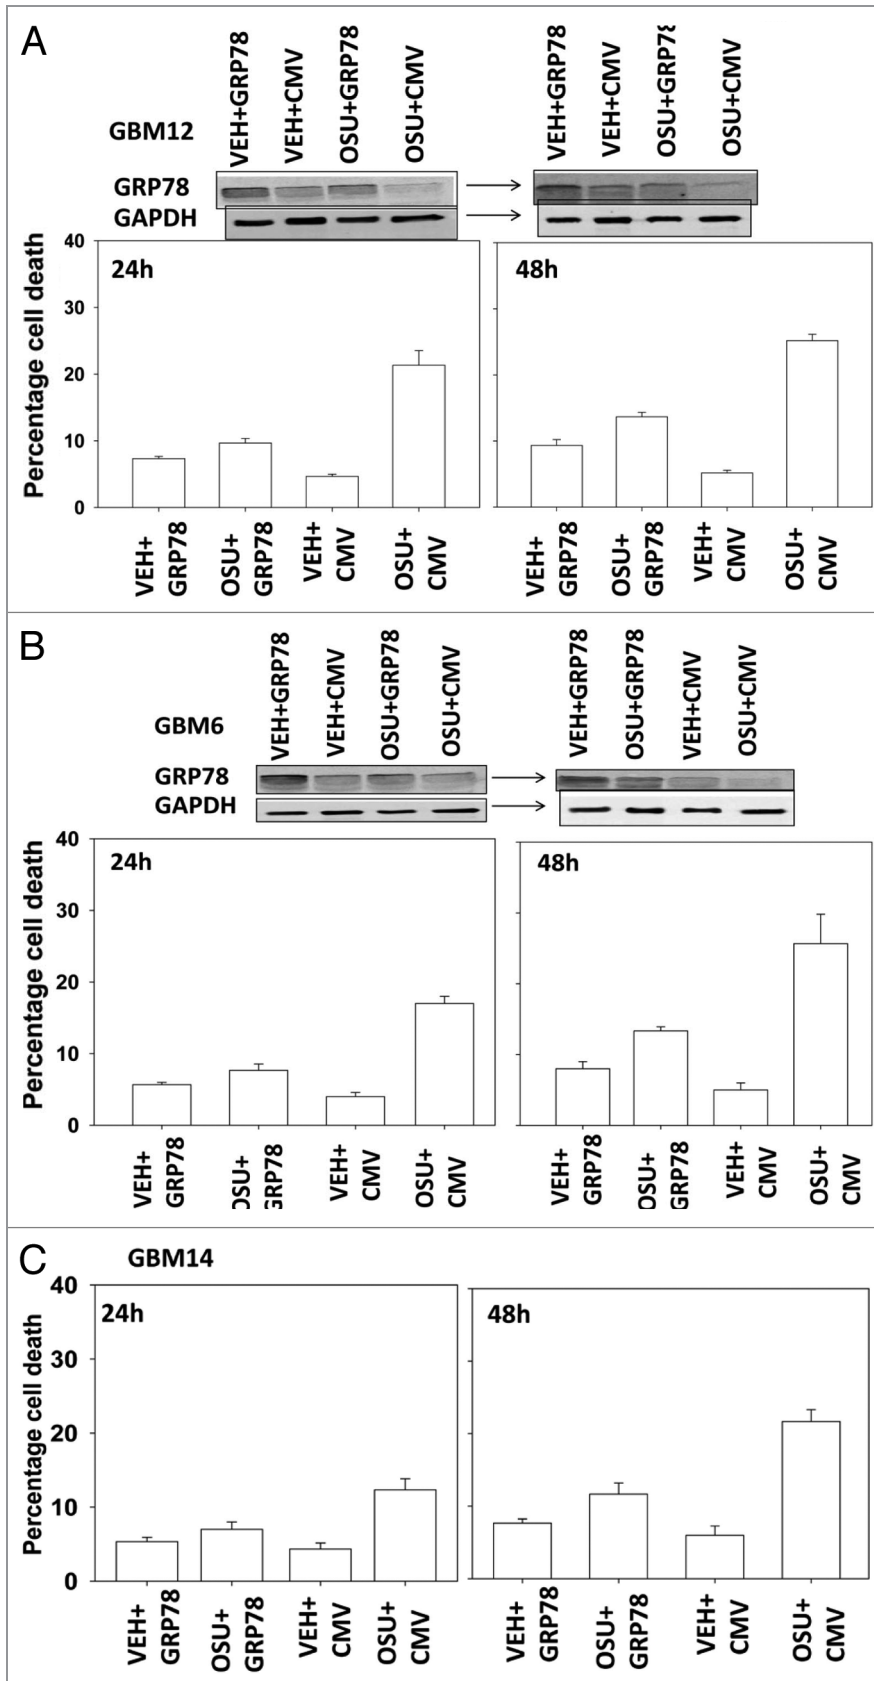 A
VEH+GRP78
VEH+CMV
OSU+GRP78
OSU+CMV
VEH+GRP78
VEH+CMV
OSU+GRP78
OSU+CMV
GBM12
GRP78
GAPDH
Percentage cell death
40
30
20
10
0
24h
48h
VEH+
GRP78
OSU+
GRP78
VEH+
CMV
OSU+
CMV
VEH+
GRP78
OSU+
GRP78
VEH+
CMV
OSU+
CMV
B
VEH+GRP78
VEH+CMV
OSU+GRP78
OSU+CMV
VEH+GRP78
OSU+GRP78
VEH+CMV
OSU+CMV
GBM6
GRP78
GAPDH
Percentage cell death
40
30
20
10
0
24h
48h
VEH+
GRP78
OSU+
GRP78
VEH+
CMV
OSU+
CMV
VEH+
GRP78
OSU+
GRP78
VEH+
CMV
OSU+
CMV
C
GBM14
Percentage cell death
40
30
20
10
0
24h
48h
VEH+
GRP78
OSU+
GRP78
VEH+
CMV
OSU+
CMV
VEH+
GRP78
OSU+
GRP78
VEH+
CMV
OSU+
CMV